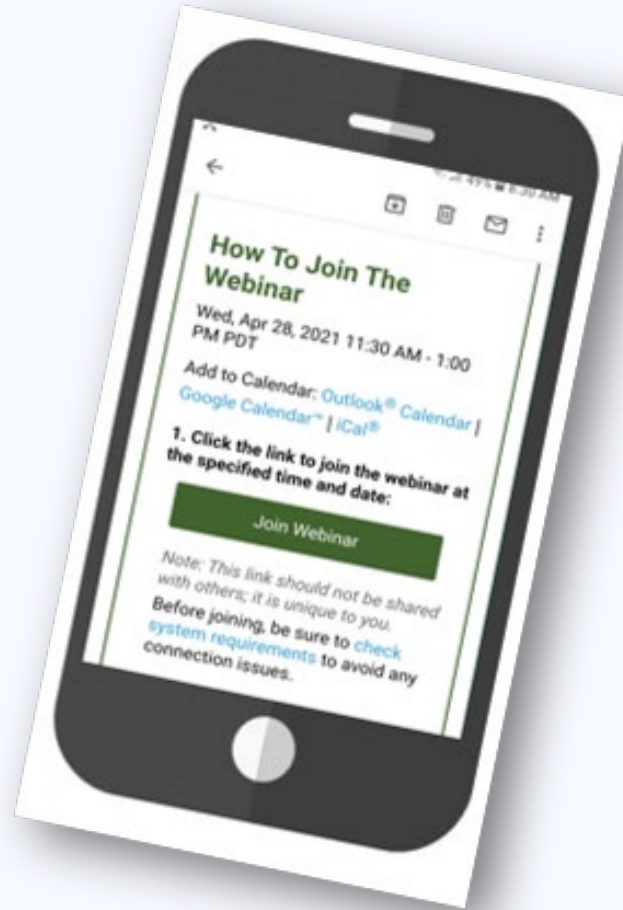 How To Join The
Webinar
Wed, Apr 28, 2021 11:30 AM - 1:00
PM PDT
Add to Calendar: Outlook® Calendar |
Google Calendar™ | iCal®
1. Click the link to join the webinar at
the specified time and date:
Join Webinar
Note: This link should not be shared
with others; it is unique to you.
Before joining, be sure to check
system requirements to avoid any
connection issues.